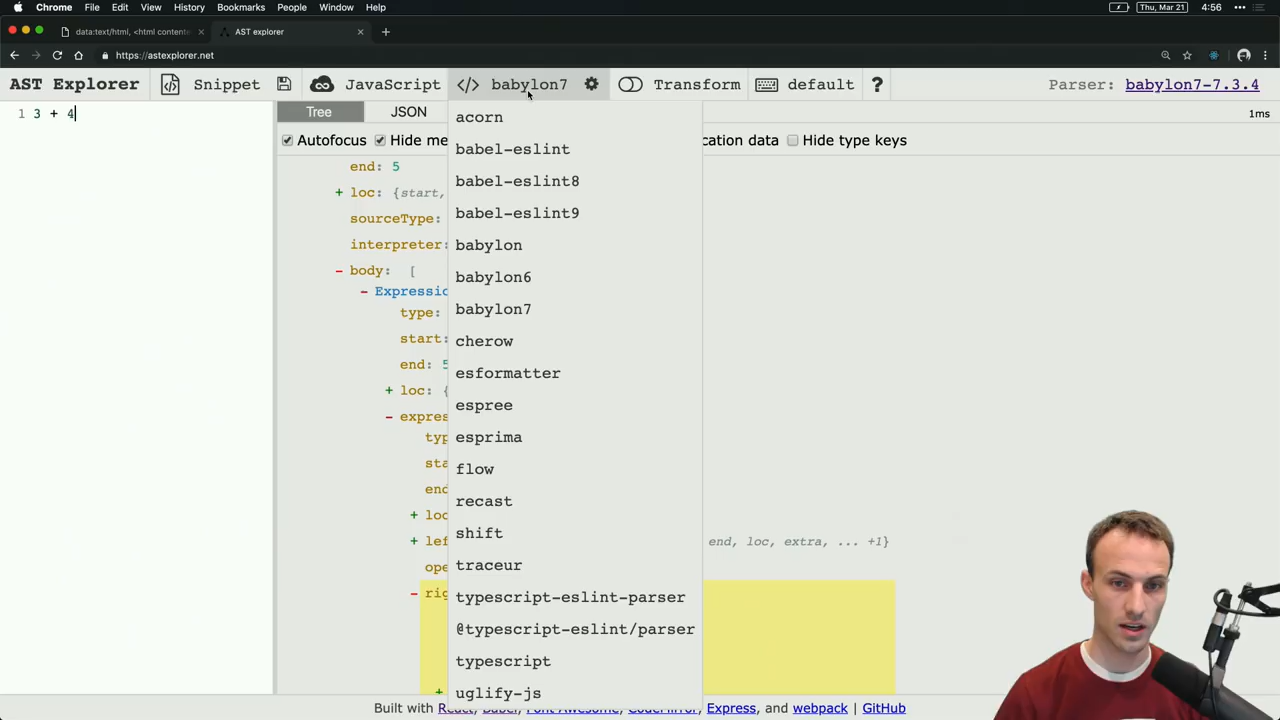 Chrome File Edit View History Bookmarks People Window Help Thu, Mar 21 4:56
data:text/html, <html conten AST explorer
https://astexplorer.net
AST Explorer Snippet JavaScript </> babylon7 Transform default ? Parser: babylon7-7.3.4
1 3 + 4
Tree JSON 1ms
Autofocus Hide me cation data Hide type keys
acorn
babel-eslint
babel-eslint8
babel-eslint9
babylon
babylon6
babylon7
cherow
esformatter
espree
esprima
flow
recast
shift
traceur
typescript-eslint-parser
@typescript-eslint/parser
typescript
uglify-js
end: 5
+ loc: {start,
sourceType:
interpreter:
- body: [
- Expressio
type:
start:
end: 5
+ loc: {
- expres
typ
sta
end
+ loc
+ lef end, loc, extra, ... +1}
ope
- rig
+
Built with React, Babel, Font Awesome, CodeMirror, Express, and webpack | GitHub